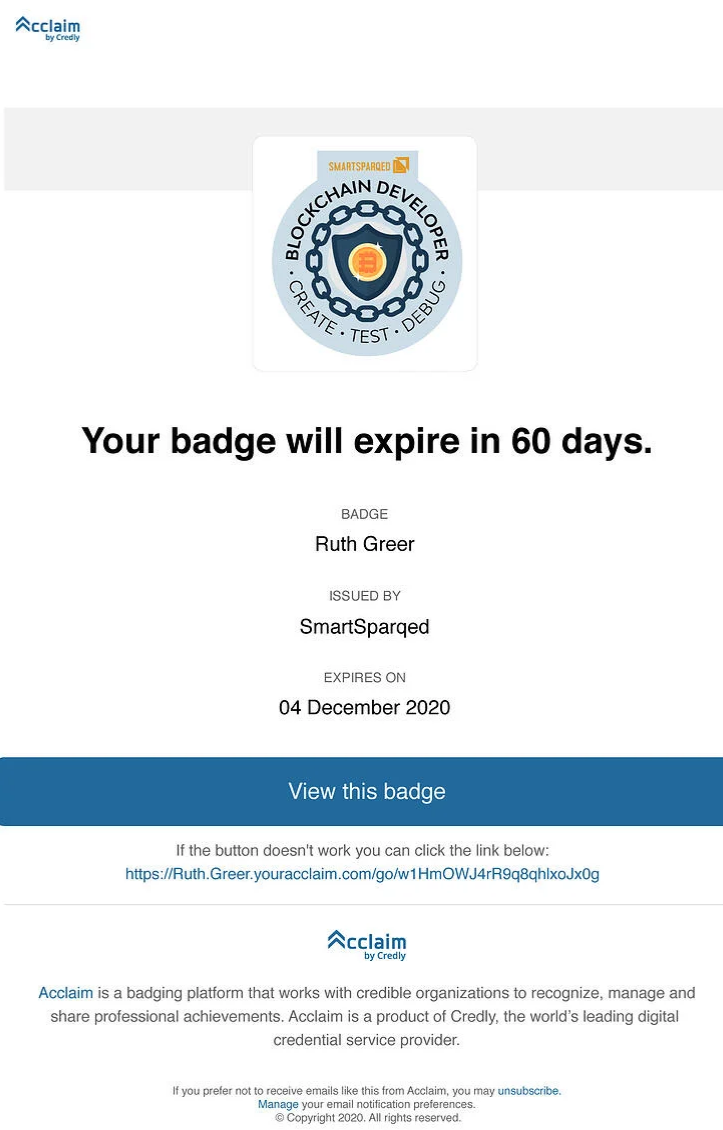 Acclaim
by Credly
SMARTSPARQED
BLOCKCHAIN DEVELOPER
· CREATE · TEST · DEBUG ·
Your badge will expire in 60 days.
BADGE
Ruth Greer
ISSUED BY
SmartSparqed
EXPIRES ON
04 December 2020
View this badge
If the button doesn't work you can click the link below:
https://Ruth.Greer.youracclaim.com/go/w1HmOWJ4rR9q8qhlxoJx0g
Acclaim
by Credly
Acclaim is a badging platform that works with credible organizations to recognize, manage and
share professional achievements. Acclaim is a product of Credly, the world’s leading digital
credential service provider.
If you prefer not to receive emails like this from Acclaim, you may unsubscribe.
Manage your email notification preferences.
© Copyright 2020. All rights reserved.